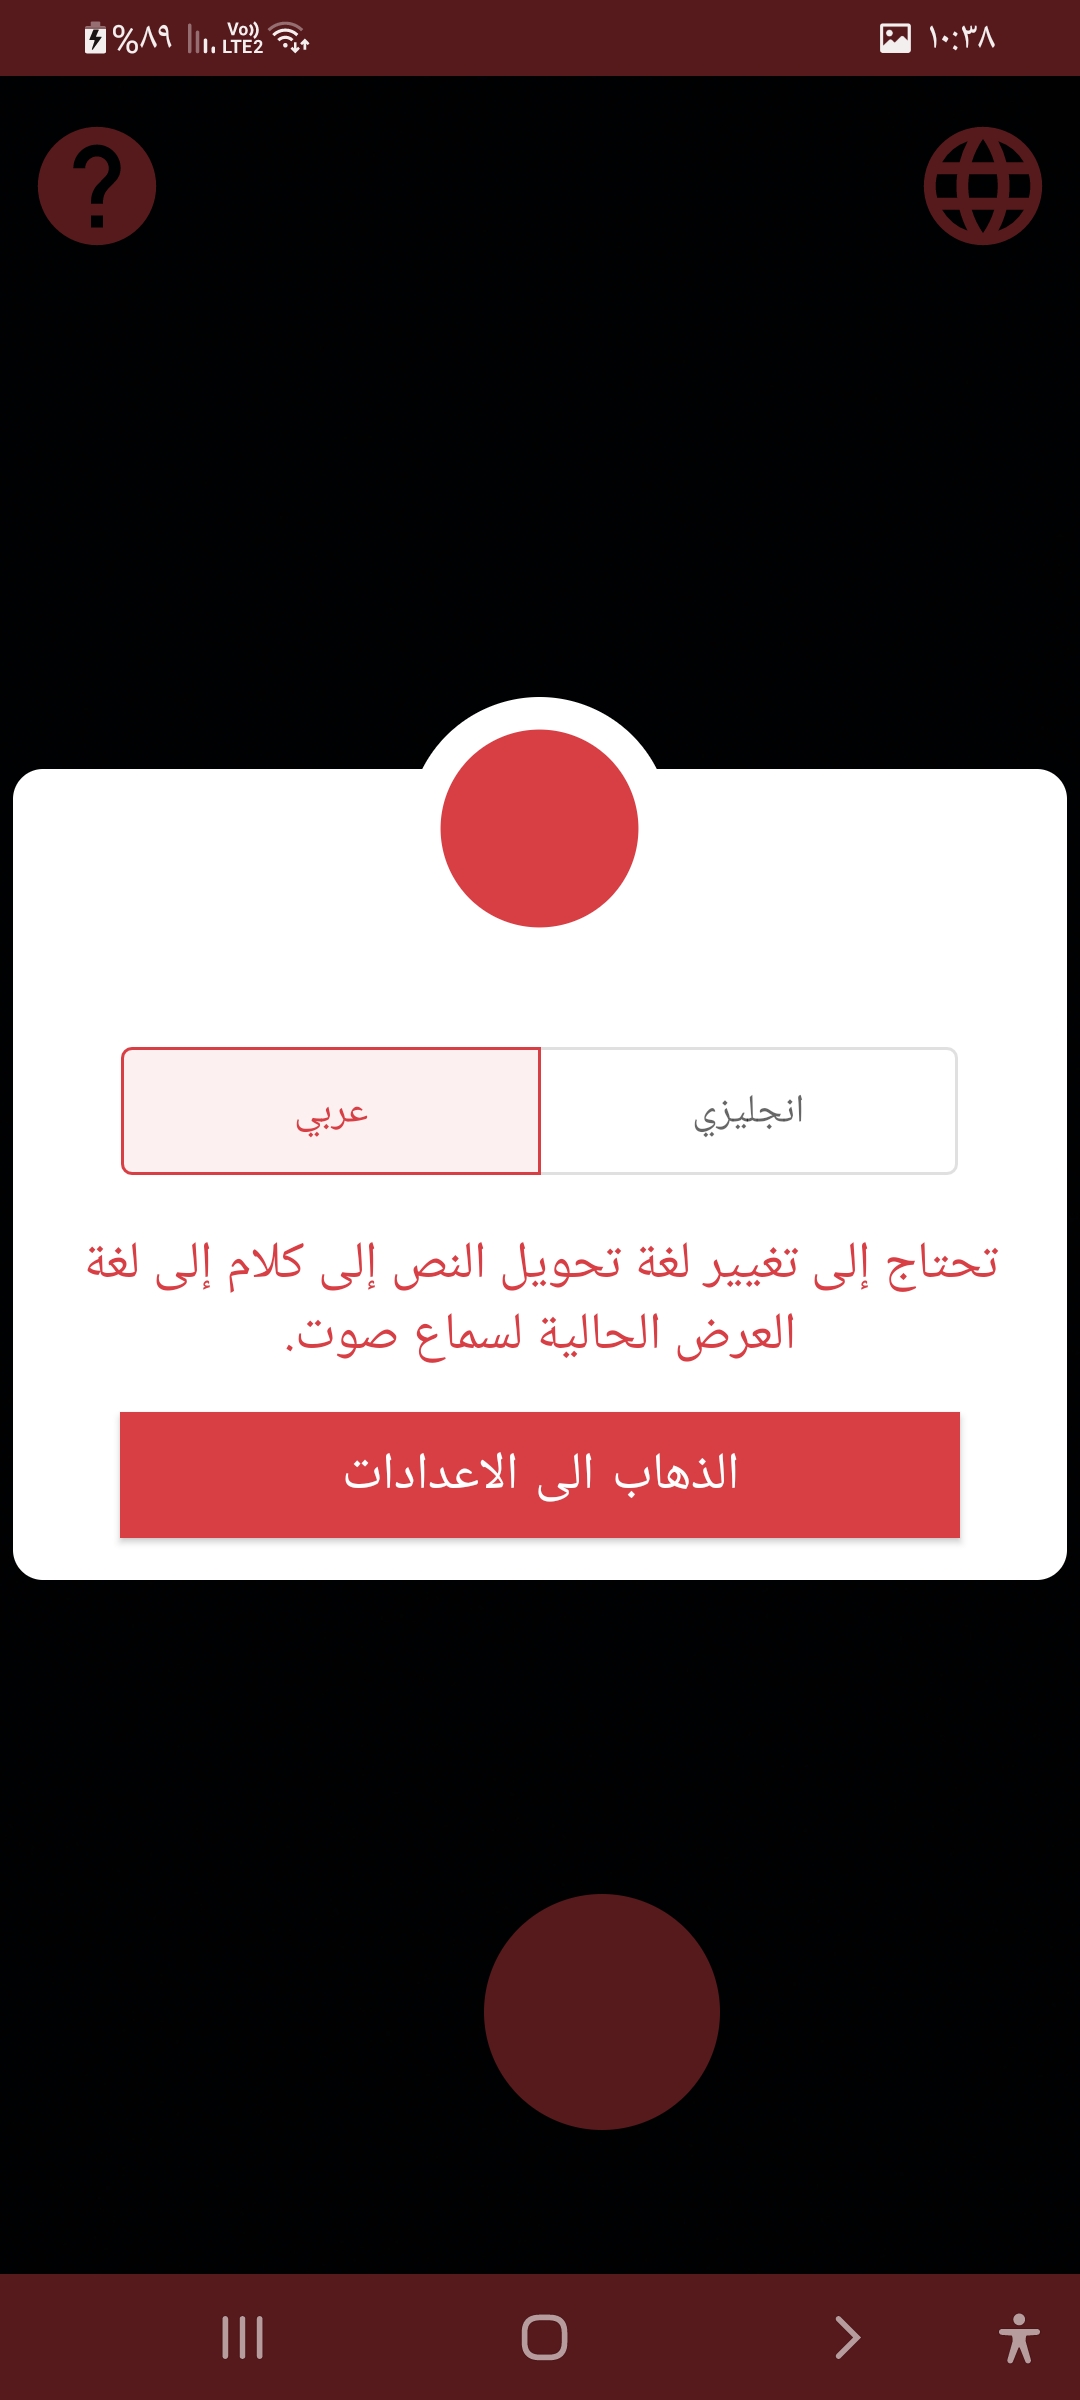 ١٠:٣٨
Vo))
LTE2
%٨٩
انجليزي
عربي
تحتاج إلى تغيير لغة تحويل النص إلى كلام إلى لغة
العرض الحالية لسماع صوت.
الذهاب الى الاعدادات